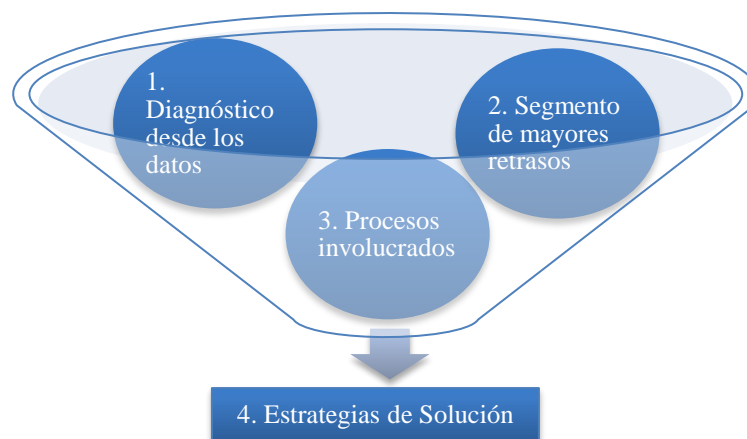 1.
Diagnóstico
desde los
datos
2. Segmento
de mayores
retrasos
3. Procesos
involucrados
4. Estrategias de Solución